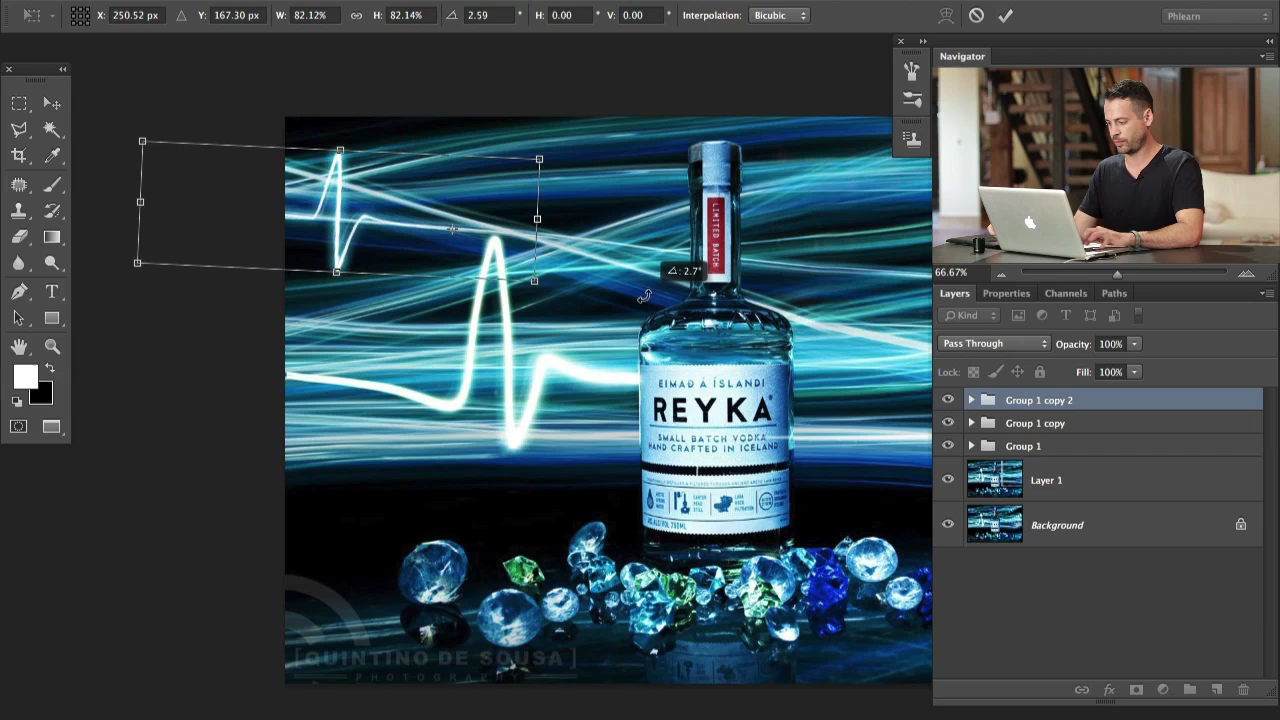 X: 250.52 px Y: 167.30 px W: 82.12% H: 82.14% 2.59 ° H: 0.00 ° V: 0.00 ° Interpolation: Bicubic Phlearn
Navigator
66.67%
Layers Properties Channels Paths
Kind
Pass Through Opacity: 100%
Lock: Fill: 100%
Group 1 copy 2
Group 1 copy
Group 1
Layer 1
Background
: 2.7°
LIMITED BATCH
EIMAÐ Á ÍSLANDI
REYKA®
SMALL BATCH VODKA
HAND CRAFTED IN ICELAND
[QUINTINO DE SOUSA]
PHOTOGRAPHY